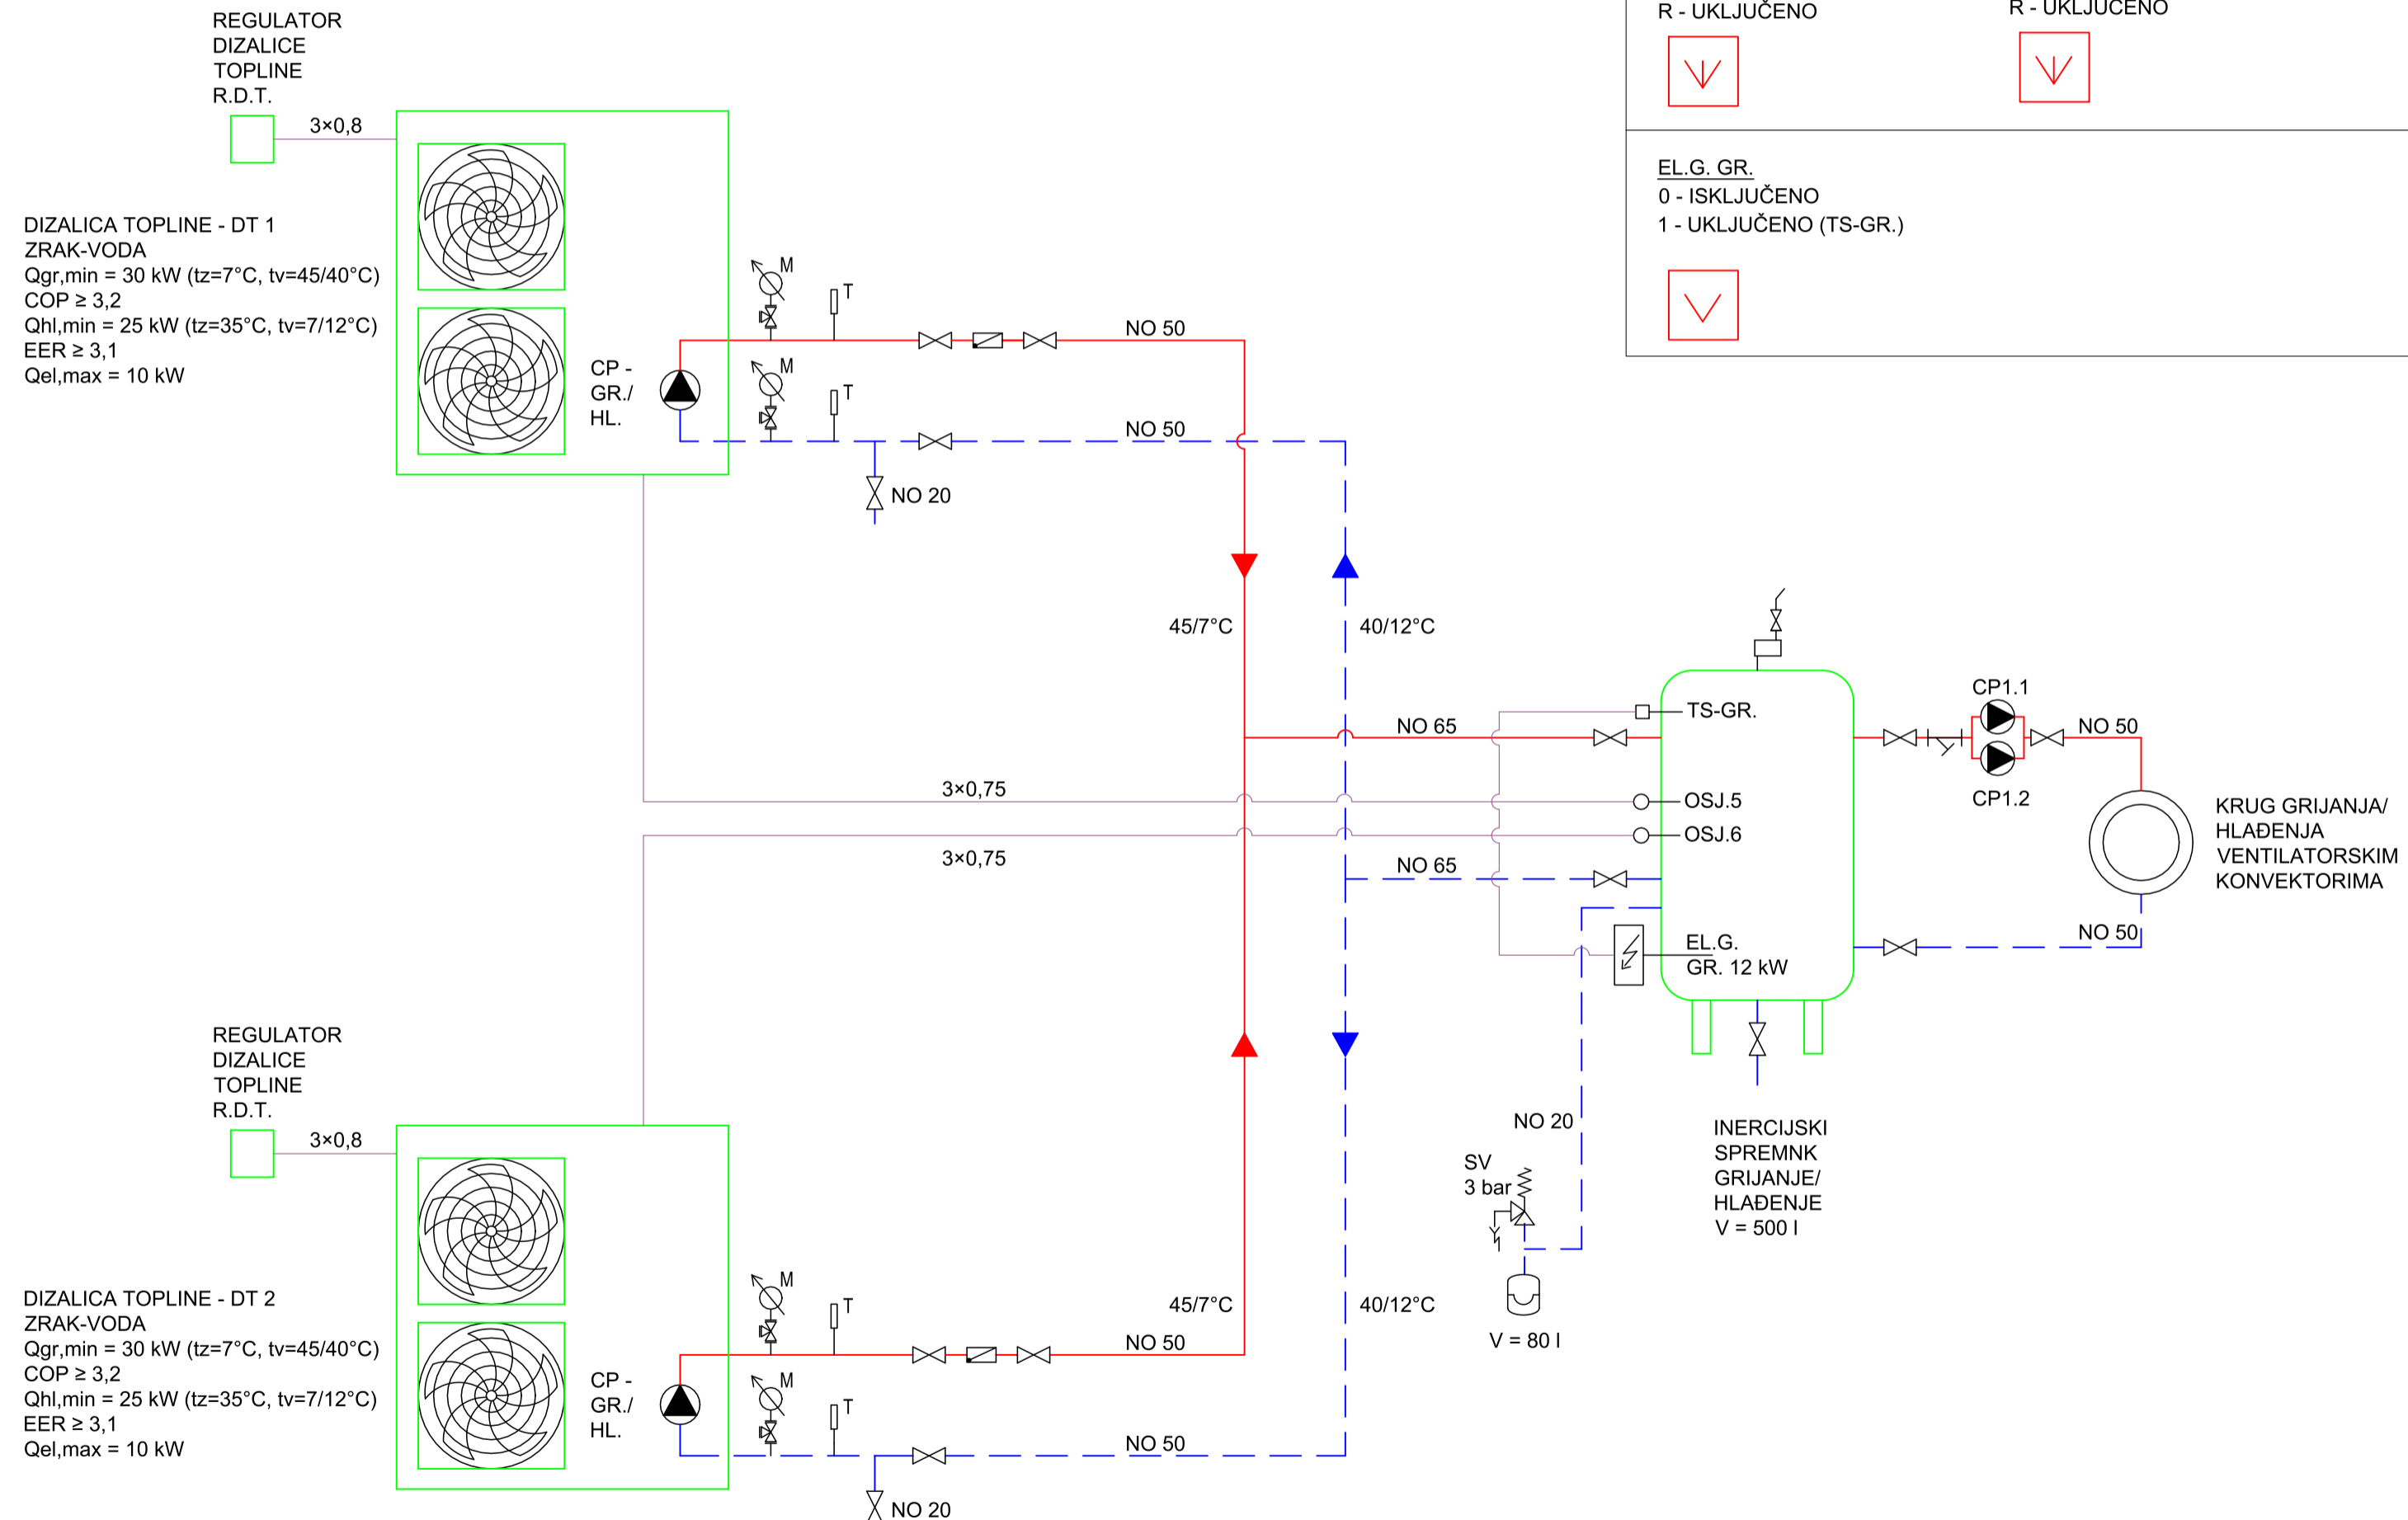 REGULATOR
DIZALICE
TOPLINE
R.D.T.
3×0,8
DIZALICA TOPLINE - DT 1
ZRAK-VODA
Qgr,min = 30 kW (tz=7°C, tv=45/40°C)
COP ≥ 3,2
Qhl,min = 25 kW (tz=35°C, tv=7/12°C)
EER ≥ 3,1
Qel,max = 10 kW
CP -
GR./
HL.
M
T
M
T
NO 50
NO 50
NO 20
R - UKLJUČENO
R - UKLJUČENO
EL.G. GR.
0 - ISKLJUČENO
1 - UKLJUČENO (TS-GR.)
45/7°C
40/12°C
NO 65
3×0,75
3×0,75
NO 65
TS-GR.
OSJ.5
OSJ.6
EL.G.
GR. 12 kW
CP1.1
CP1.2
NO 50
KRUG GRIJANJA/
HLAĐENJA
VENTILATORSKIM
KONVEKTORIMA
NO 50
NO 20
SV
3 bar
V = 80 l
INERCIJSKI
SPREMNK
GRIJANJE/
HLAĐENJE
V = 500 l
REGULATOR
DIZALICE
TOPLINE
R.D.T.
3×0,8
DIZALICA TOPLINE - DT 2
ZRAK-VODA
Qgr,min = 30 kW (tz=7°C, tv=45/40°C)
COP ≥ 3,2
Qhl,min = 25 kW (tz=35°C, tv=7/12°C)
EER ≥ 3,1
Qel,max = 10 kW
CP -
GR./
HL.
M
T
M
T
45/7°C
40/12°C
NO 50
NO 50
NO 20